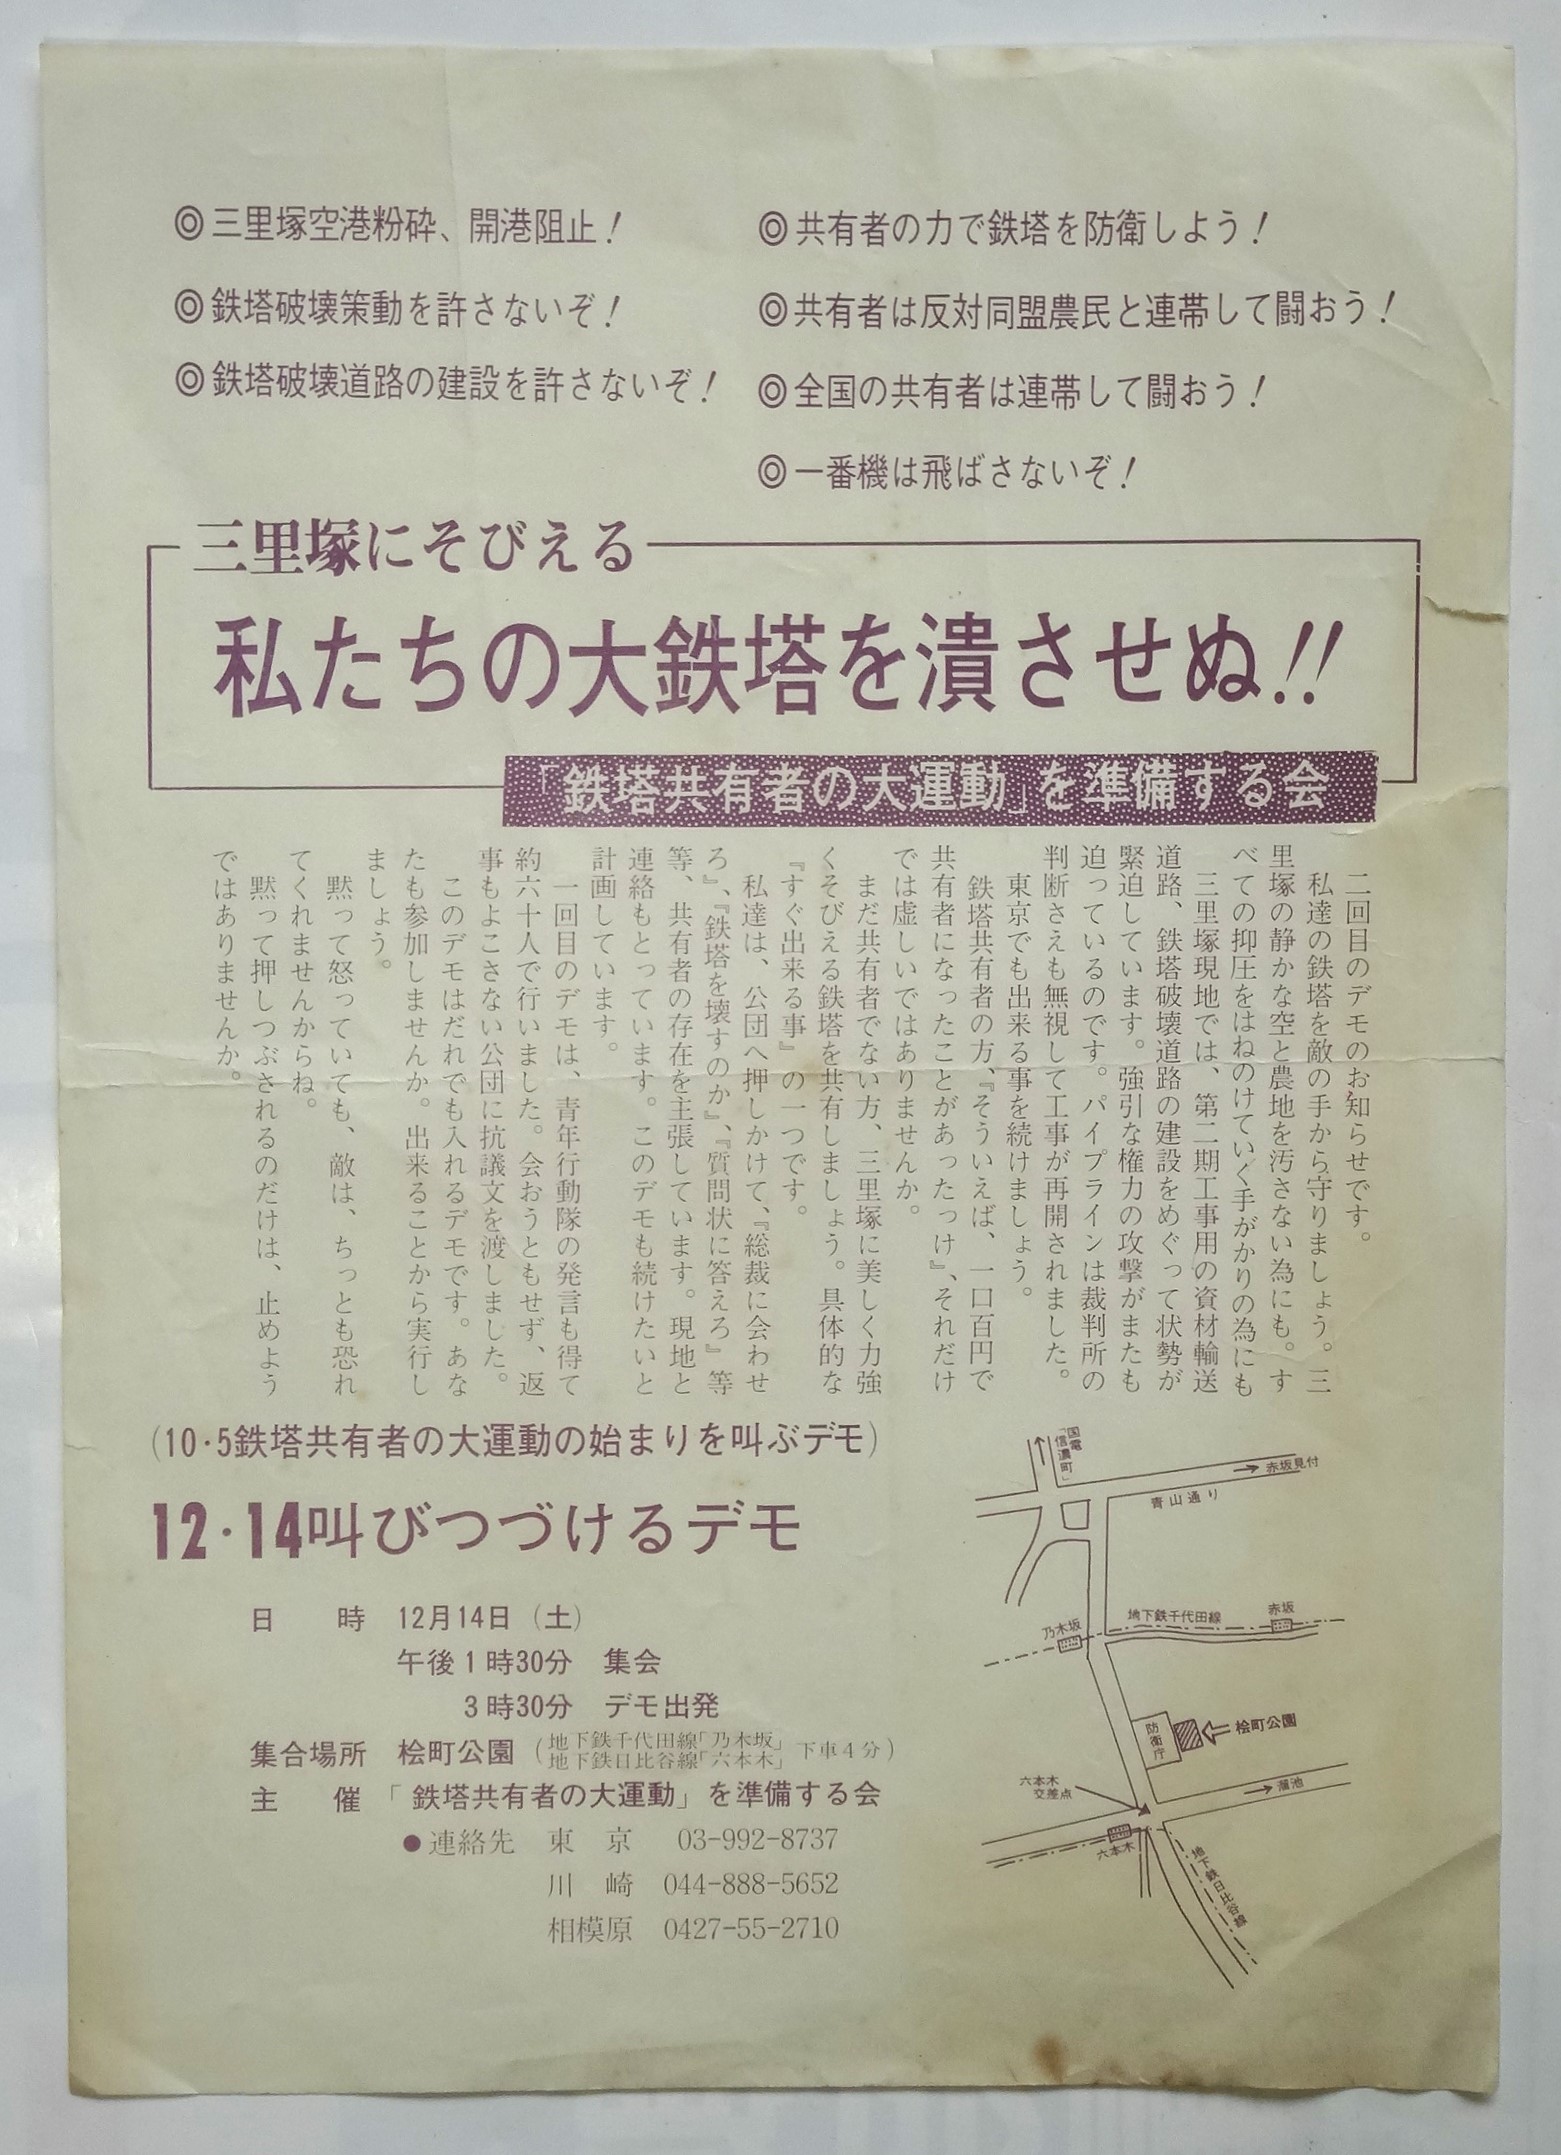 ◎三里塚空港粉砕、開港阻止！
◎鉄塔破壊策動を許さないぞ！
◎鉄塔破壊道路の建設を許さないぞ！
◎共有者の力で鉄塔を防衛しよう！
◎共有者は反対同盟農民と連帯して闘おう！
◎全国の共有者は連帯して闘おう！
◎一番機は飛ばさないぞ！
三里塚にそびえる
私たちの大鉄塔を潰させぬ!!
「鉄塔共有者の大運動」を準備する会
二回目のデモのお知らせです。
私達の鉄塔を敵の手から守りましょう。三
里塚の静かな空と農地を汚さない為にも。す
べての抑圧をはねのけていく手がかりの為にも
三里塚現地では、第二期工事用の資材輸送
道路、鉄塔破壊道路の建設をめぐって状勢が
緊迫しています。強引な権力の攻撃がまたも
迫っているのです。パイプラインは裁判所の
判断さえも無視して工事が再開されました。
東京でも出来る事を続けましょう。
鉄塔共有者の方、『そういえば、一口百円で
共有者になったことがあったっけ』、それだけ
では虚しいではありませんか。
まだ共有者でない方、三里塚に美しく力強
くそびえる鉄塔を共有しましょう。具体的な
『すぐ出来る事』の一つです。
私達は、公団へ押しかけて、『総裁に会わせ
ろ』、『鉄塔を壊すのか』、『質問状に答えろ』等
等、共有者の存在を主張しています。現地と
連絡もとっています。このデモも続けたいと
計画しています。
一回目のデモは、青年行動隊の発言も得て
約六十人で行いました。会おうともせず、返
事もよこさない公団に抗議文を渡しました。
このデモはだれでも入れるデモです。あな
たも参加しませんか。出来ることから実行し
ましょう。
黙って怒っていても、敵は、ちっとも恐れ
てくれませんからね。
黙って押しつぶされるのだけは、止めよう
ではありませんか。
(10・5鉄塔共有者の大運動の始まりを叫ぶデモ)
12・14叫びつづけるデモ
日　時　12月14日（土）
午後1時30分　集会
3時30分　デモ出発
集合場所　桧町公園（地下鉄千代田線「乃木坂」
地下鉄日比谷線「六本木」下車4分）
主　催　「鉄塔共有者の大運動」を準備する会
●連絡先　東　京　03-992-8737
川　崎　044-888-5652
相模原　0427-55-2710
国電
「信濃町」
→赤坂見付
青山通り
乃木坂
地下鉄千代田線
赤坂
防衛庁
桧町公園
六本木
交差点
→溜池
六本木
地下鉄日比谷線